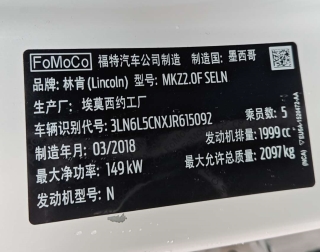 FoMoCo 福特汽车公司制造 制造国：墨西哥
品牌：林肯(Lincoln) 型号：MKZ2.0F SELN
生产厂：埃莫西约工厂
车辆识别代号：3LN6L5CNXJR615092
制造年月：03/2018 乘员数：5
最大净功率：149 kW 发动机排量：1999 cc
发动机型号：N 最大允许总质量：2097 kg
(NCA)